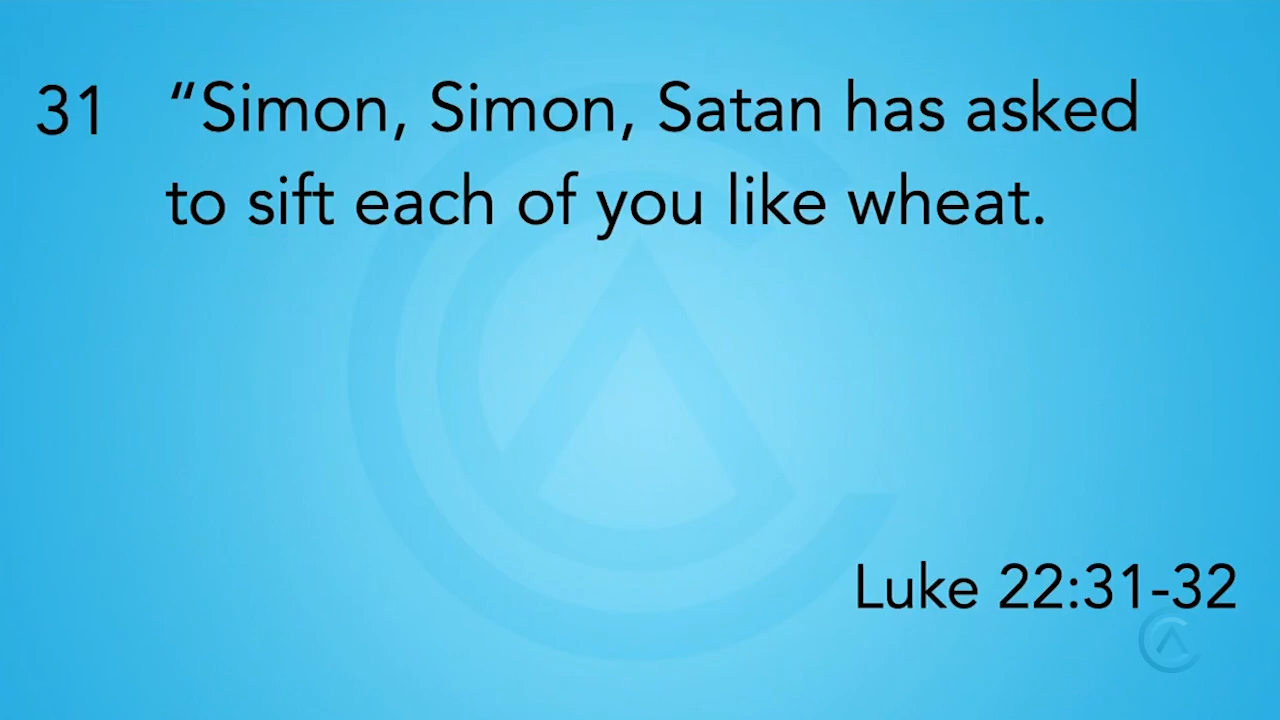 31 “Simon, Simon, Satan has asked
to sift each of you like wheat.
Luke 22:31-32